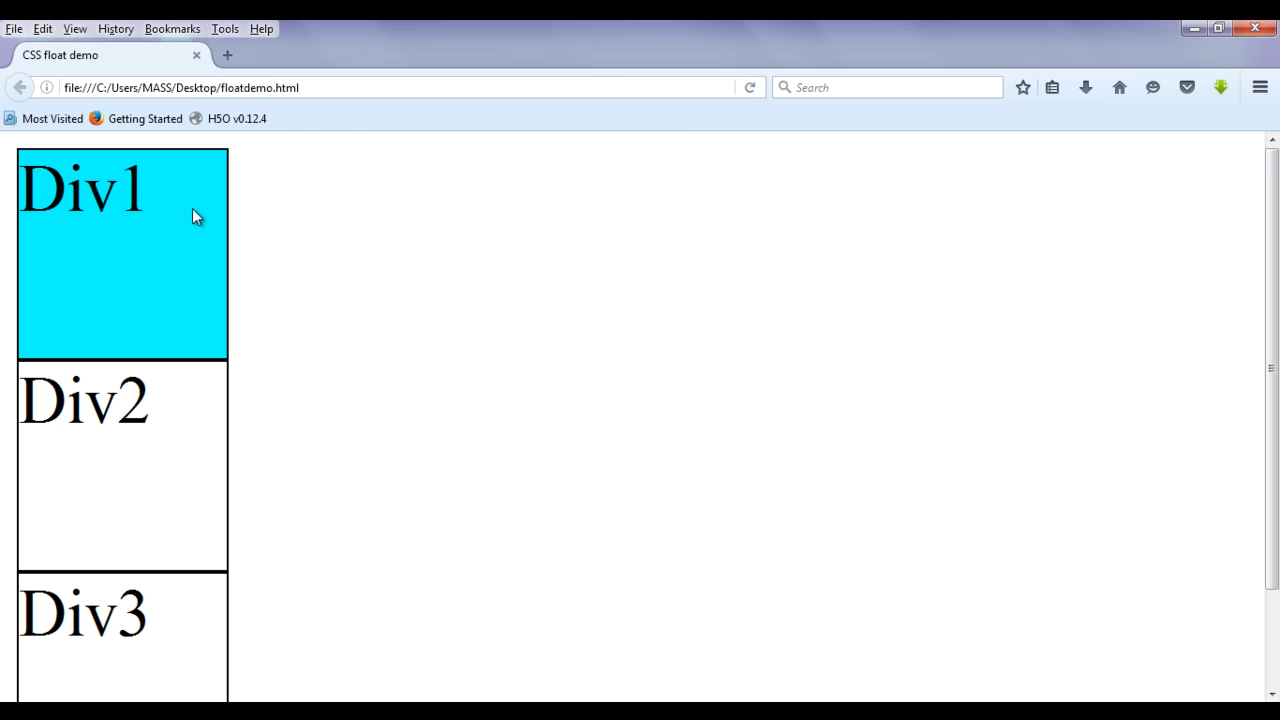 File Edit View History Bookmarks Tools Help
CSS float demo
file:///C:/Users/MASS/Desktop/floatdemo.html
Search
Most Visited Getting Started H5O v0.12.4
Div1
Div2
Div3